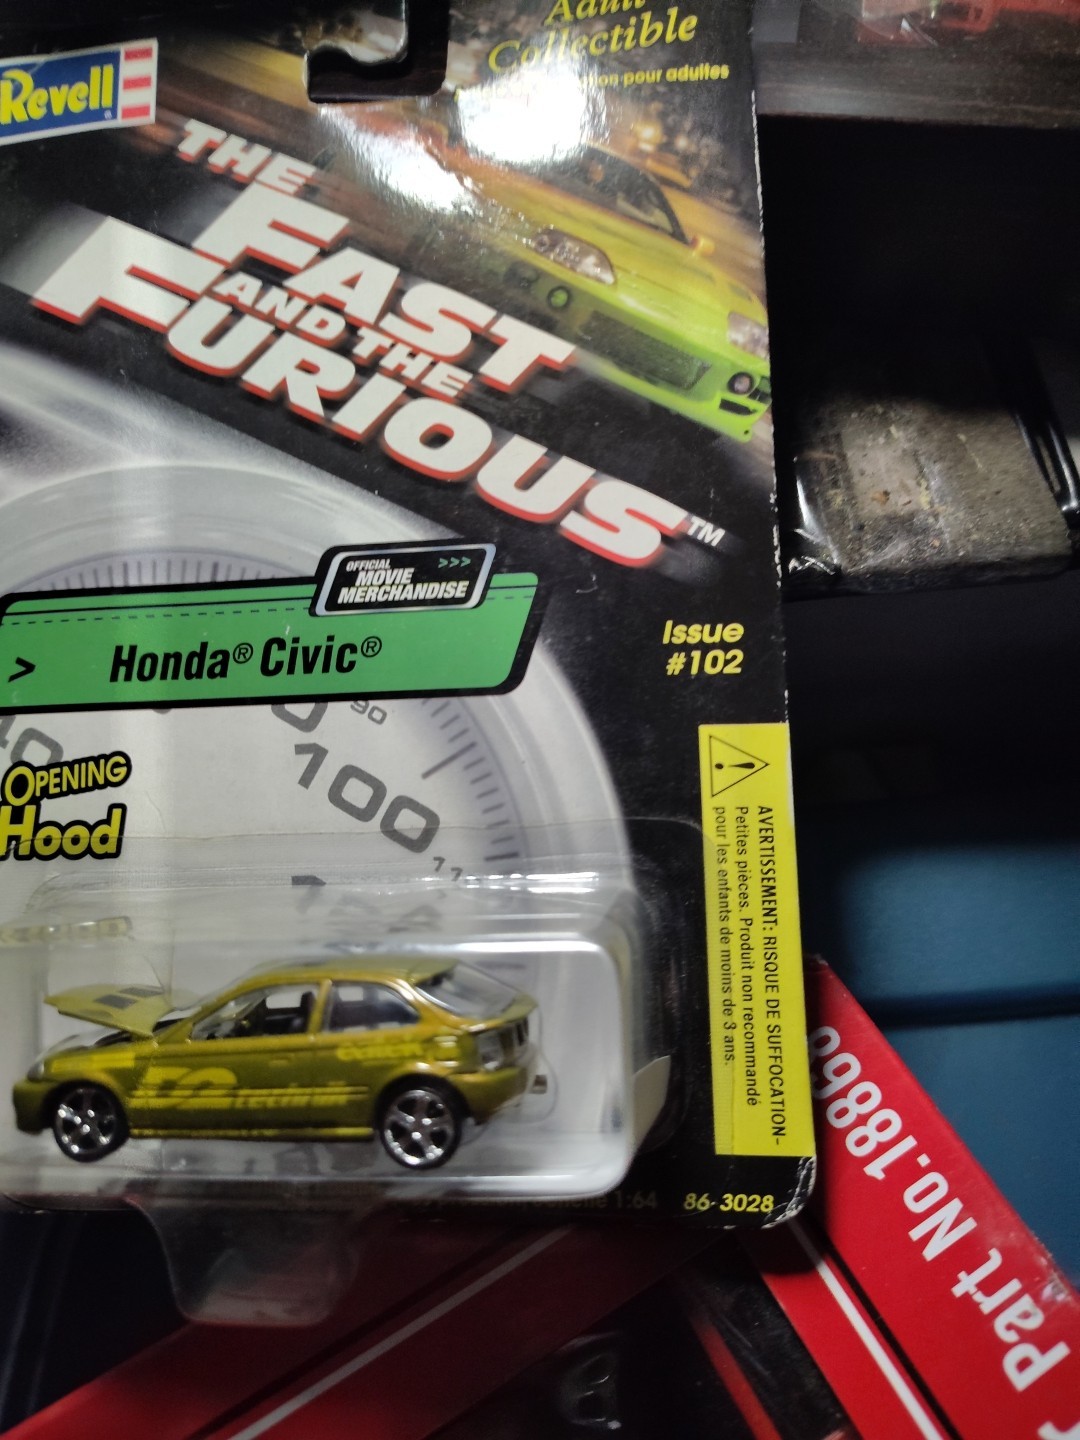 Adult
Collectible
pour adultes
Revell
THE
FAST
AND THE
FURIOUS™
OFFICIAL >>>
MOVIE
MERCHANDISE
> Honda® Civic®
Issue
#102
90
100
OPENING
Hood
AVERTISSEMENT: RISQUE DE SUFFOCATION-
Petites pièces. Produit non recommandé
pour les enfants de moins de 3 ans.
1:64 86-3028
Part No.18868